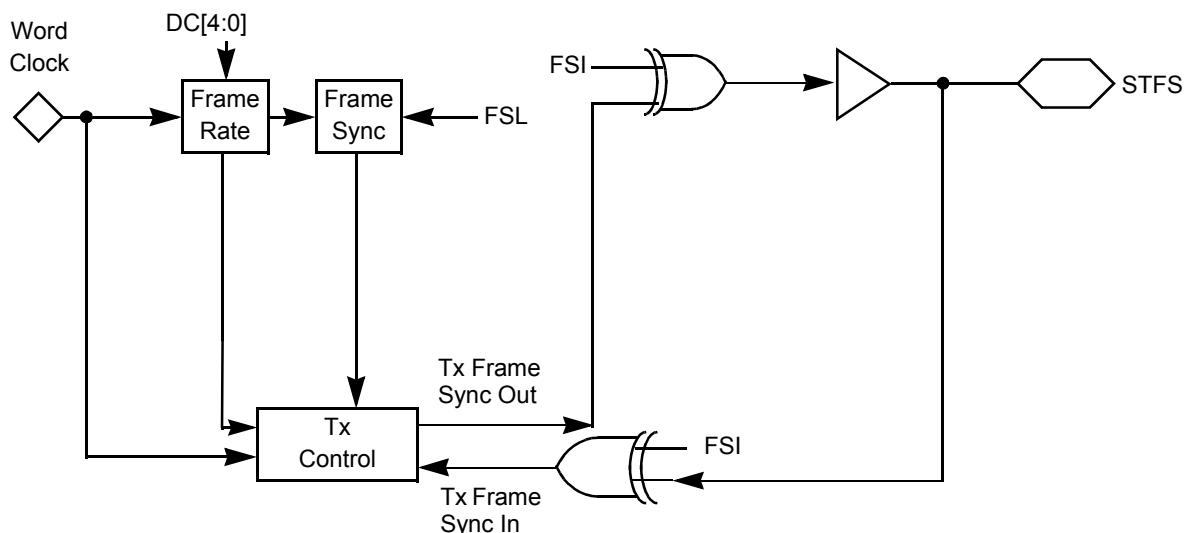 Word
Clock
DC[4:0]
Frame
Rate
Frame
Sync
FSL
FSI
STFS
Tx Frame
Sync Out
Tx
Control
FSI
Tx Frame
Sync In